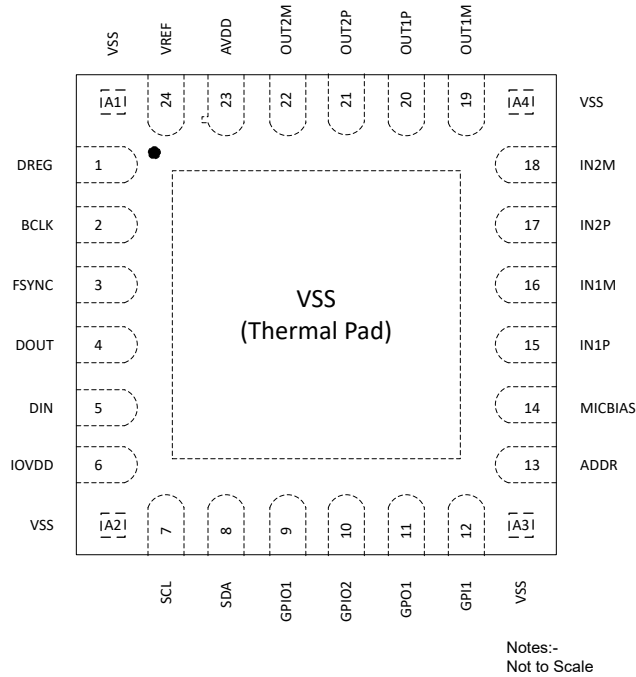 VSS
VREF
AVDD
OUT2M
OUT2P
OUT1P
OUT1M
A1
24
23
22
21
20
19
A4
VSS
DREG
1
18
IN2M
BCLK
2
17
IN2P
FSYNC
3
16
IN1M
VSS
(Thermal Pad)
DOUT
4
15
IN1P
DIN
5
14
MICBIAS
IOVDD
6
13
ADDR
VSS
A2
7
8
9
10
11
12
A3
SCL
SDA
GPIO1
GPIO2
GPO1
GPI1
VSS
Notes:-
Not to Scale